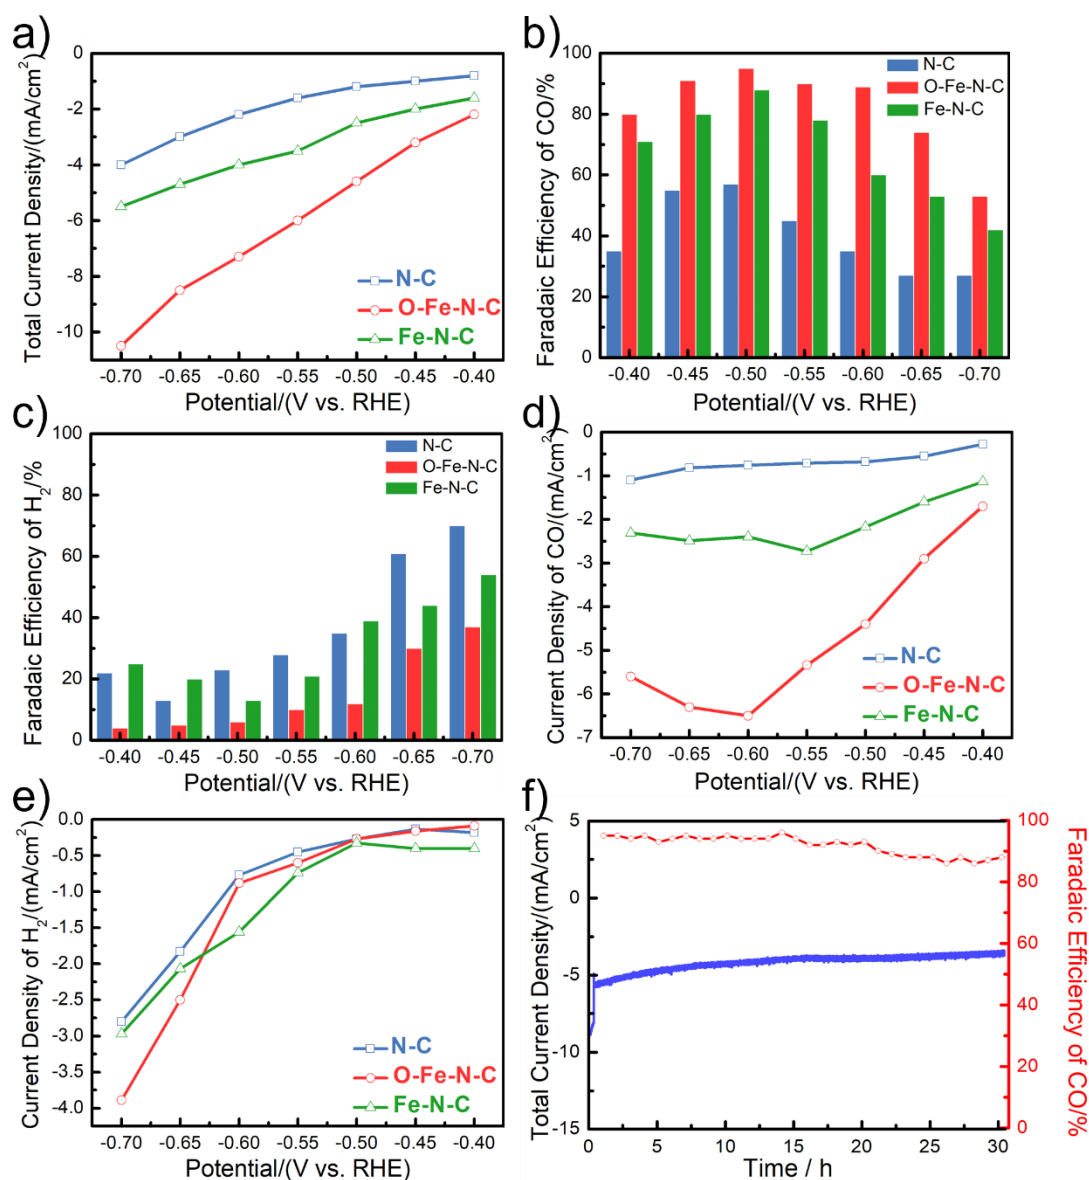 a)
Total Current Density/(mA/cm²)
0
-2
-4
-6
-8
-10
N-C
O-Fe-N-C
Fe-N-C
-0.70 -0.65 -0.60 -0.55 -0.50 -0.45 -0.40
Potential/(V vs. RHE)
b)
Faradaic Efficiency of CO/%
100
80
60
40
20
0
N-C
O-Fe-N-C
Fe-N-C
-0.40 -0.45 -0.50 -0.55 -0.60 -0.65 -0.70
Potential/(V vs. RHE)
c)
Faradaic Efficiency of H₂/%
100
80
60
40
20
0
N-C
O-Fe-N-C
Fe-N-C
-0.40 -0.45 -0.50 -0.55 -0.60 -0.65 -0.70
Potential/(V vs. RHE)
d)
Current Density of CO/(mA/cm²)
0
-1
-2
-3
-4
-5
-6
-7
N-C
O-Fe-N-C
Fe-N-C
-0.70 -0.65 -0.60 -0.55 -0.50 -0.45 -0.40
Potential/(V vs. RHE)
e)
Current Density of H₂/(mA/cm²)
0.0
-0.5
-1.0
-1.5
-2.0
-2.5
-3.0
-3.5
-4.0
N-C
O-Fe-N-C
Fe-N-C
-0.70 -0.65 -0.60 -0.55 -0.50 -0.45 -0.40
Potential/(V vs. RHE)
f)
Total Current Density/(mA/cm²)
5
0
-5
-10
-15
0 5 10 15 20 25 30
Time / h
100
80
60
40
20
0
Faradaic Efficiency of CO/%